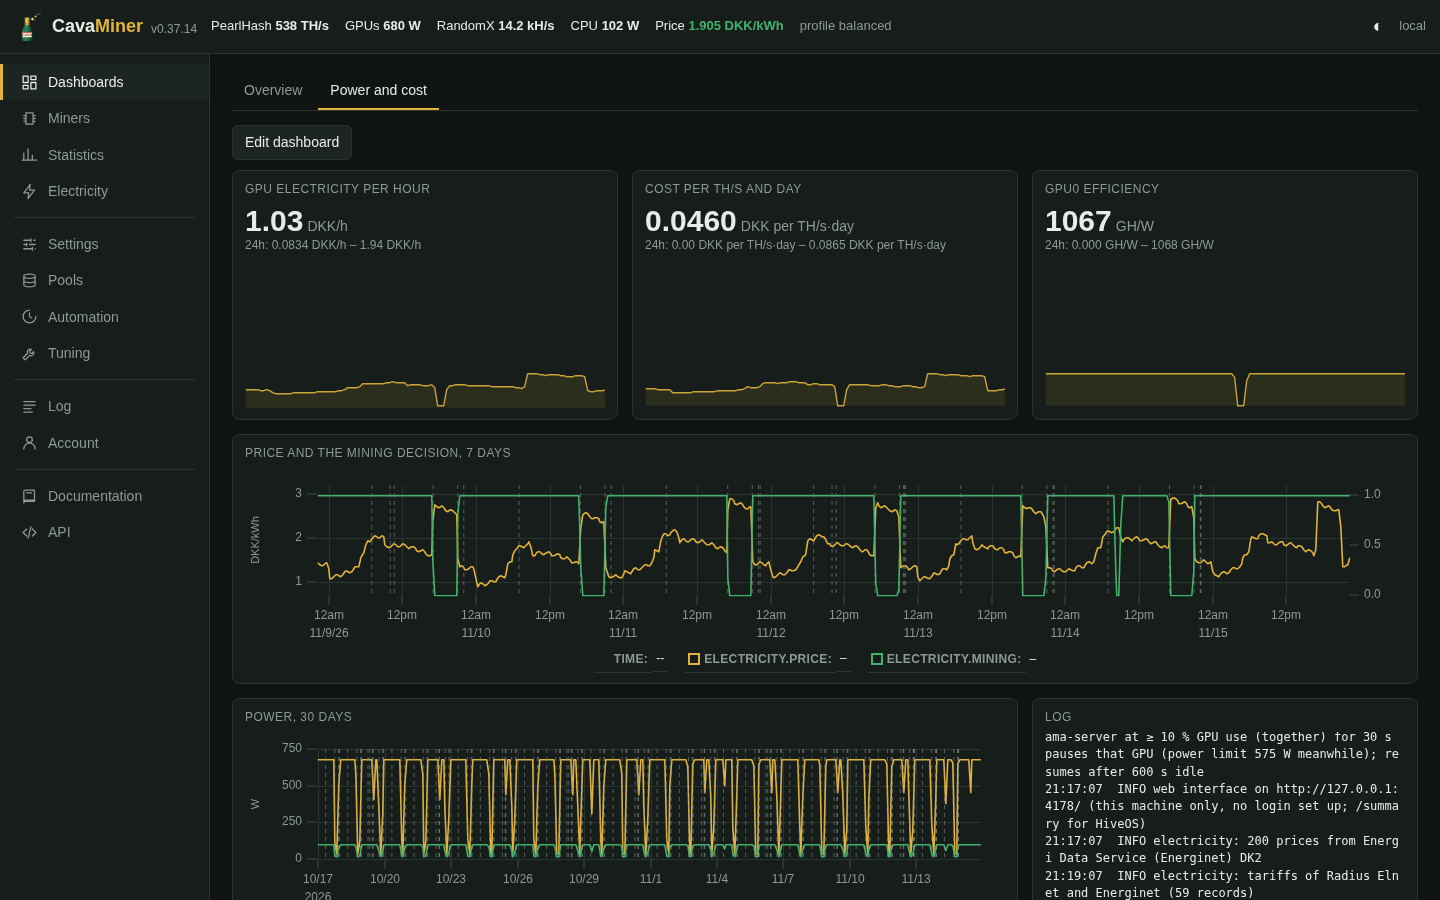 CavaMiner v0.37.14 PearlHash 538 TH/s GPUs 680 W RandomX 14.2 kH/s CPU 102 W Price 1.905 DKK/kWh profile balanced local
Dashboards
Miners
Statistics
Electricity
Settings
Pools
Automation
Tuning
Log
Account
Documentation
API
Overview Power and cost
Edit dashboard
GPU ELECTRICITY PER HOUR
1.03 DKK/h
24h: 0.0834 DKK/h – 1.94 DKK/h
COST PER TH/S AND DAY
0.0460 DKK per TH/s·day
24h: 0.00 DKK per TH/s·day – 0.0865 DKK per TH/s·day
GPU0 EFFICIENCY
1067 GH/W
24h: 0.000 GH/W – 1068 GH/W
PRICE AND THE MINING DECISION, 7 DAYS
DKK/kWh
3
2
1
1.0
0.5
0.0
12am 12pm 12am 12pm 12am 12pm 12am 12pm 12am 12pm 12am 12pm 12am 12pm
11/9/26 11/10 11/11 11/12 11/13 11/14 11/15
TIME: -- ELECTRICITY.PRICE: – ELECTRICITY.MINING: –
POWER, 30 DAYS
W
750
500
250
0
10/17 10/20 10/23 10/26 10/29 11/1 11/4 11/7 11/10 11/13
2026
LOG
ama-server at ≥ 10 % GPU use (together) for 30 s
pauses that GPU (power limit 575 W meanwhile); re
sumes after 600 s idle
21:17:07 INFO web interface on http://127.0.0.1:
4178/ (this machine only, no login set up; /summa
ry for HiveOS)
21:17:07 INFO electricity: 200 prices from Energ
i Data Service (Energinet) DK2
21:19:07 INFO electricity: tariffs of Radius Eln
et and Energinet (59 records)